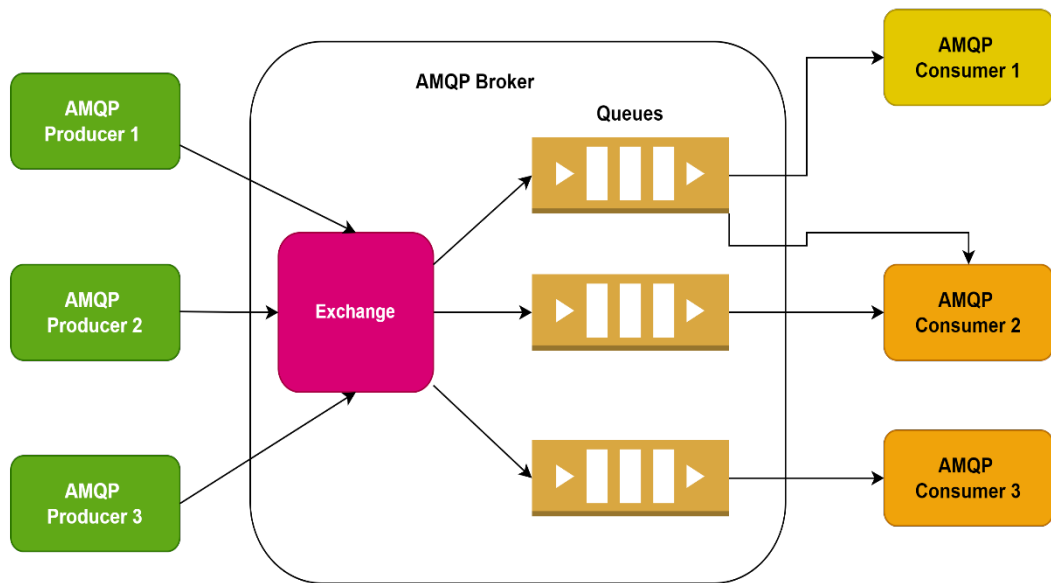 AMQP
Producer 1
AMQP
Producer 2
AMQP
Producer 3
AMQP Broker
Exchange
Queues
AMQP
Consumer 1
AMQP
Consumer 2
AMQP
Consumer 3